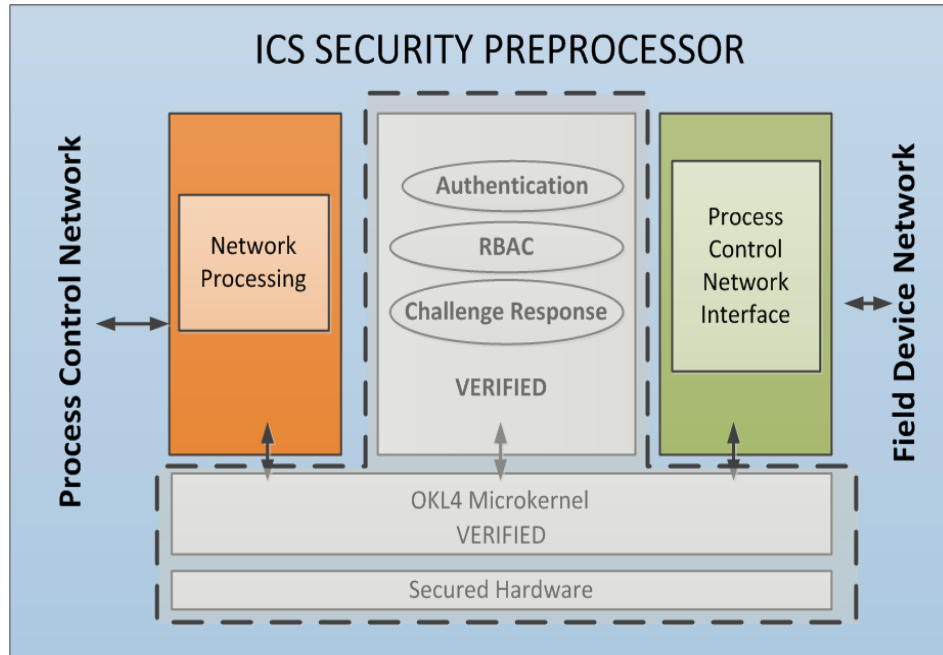 ICS SECURITY PREPROCESSOR
Process Control Network
Network
Processing
Authentication
RBAC
Challenge Response
VERIFIED
Process
Control
Network
Interface
Field Device Network
OKL4 Microkernel
VERIFIED
Secured Hardware